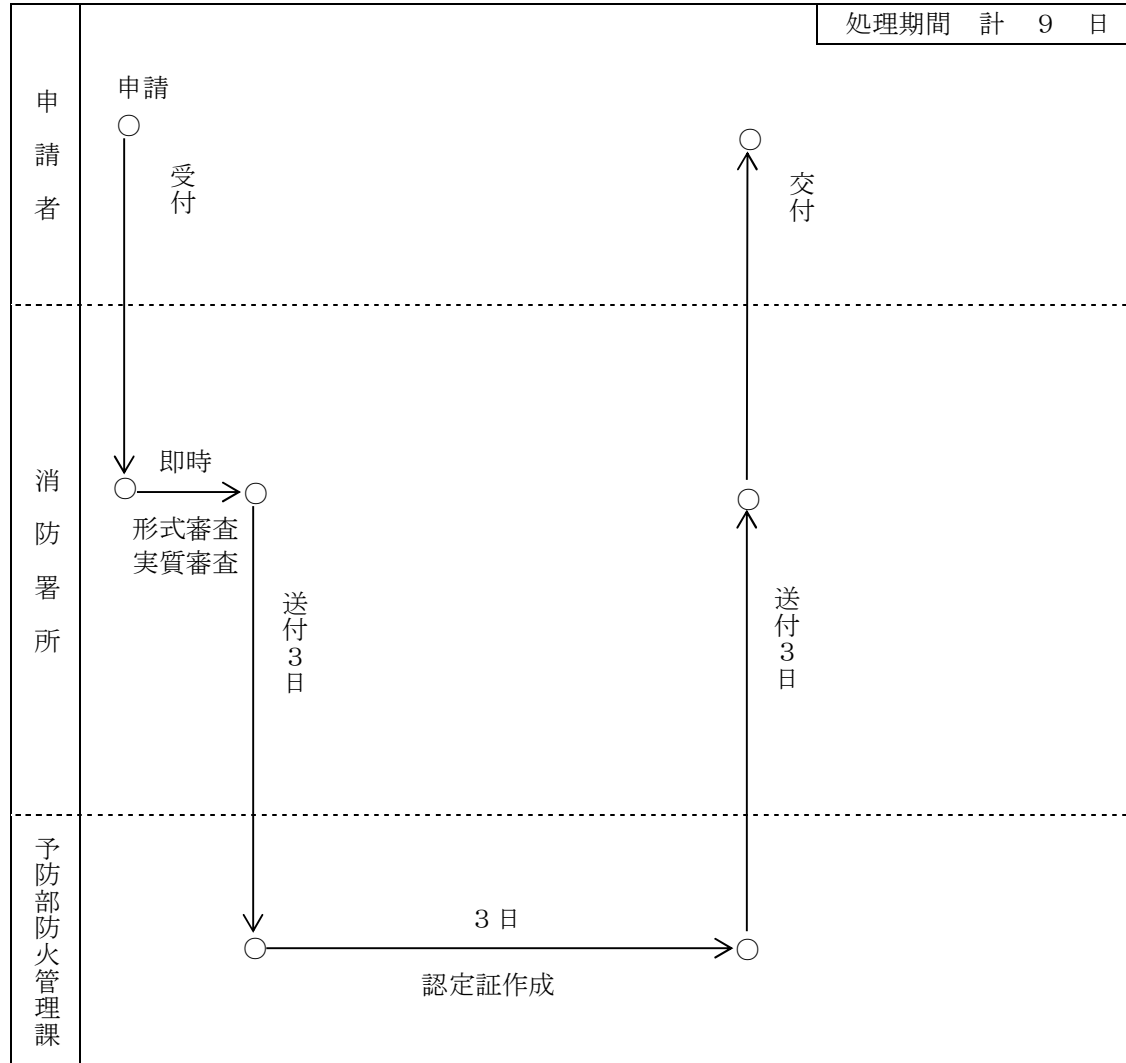 処理期間 計 ９ 日
申請者
申請
受付
交付
消防署所
即時
形式審査
実質審査
送付３日
送付３日
予防部防火管理課
３日
認定証作成